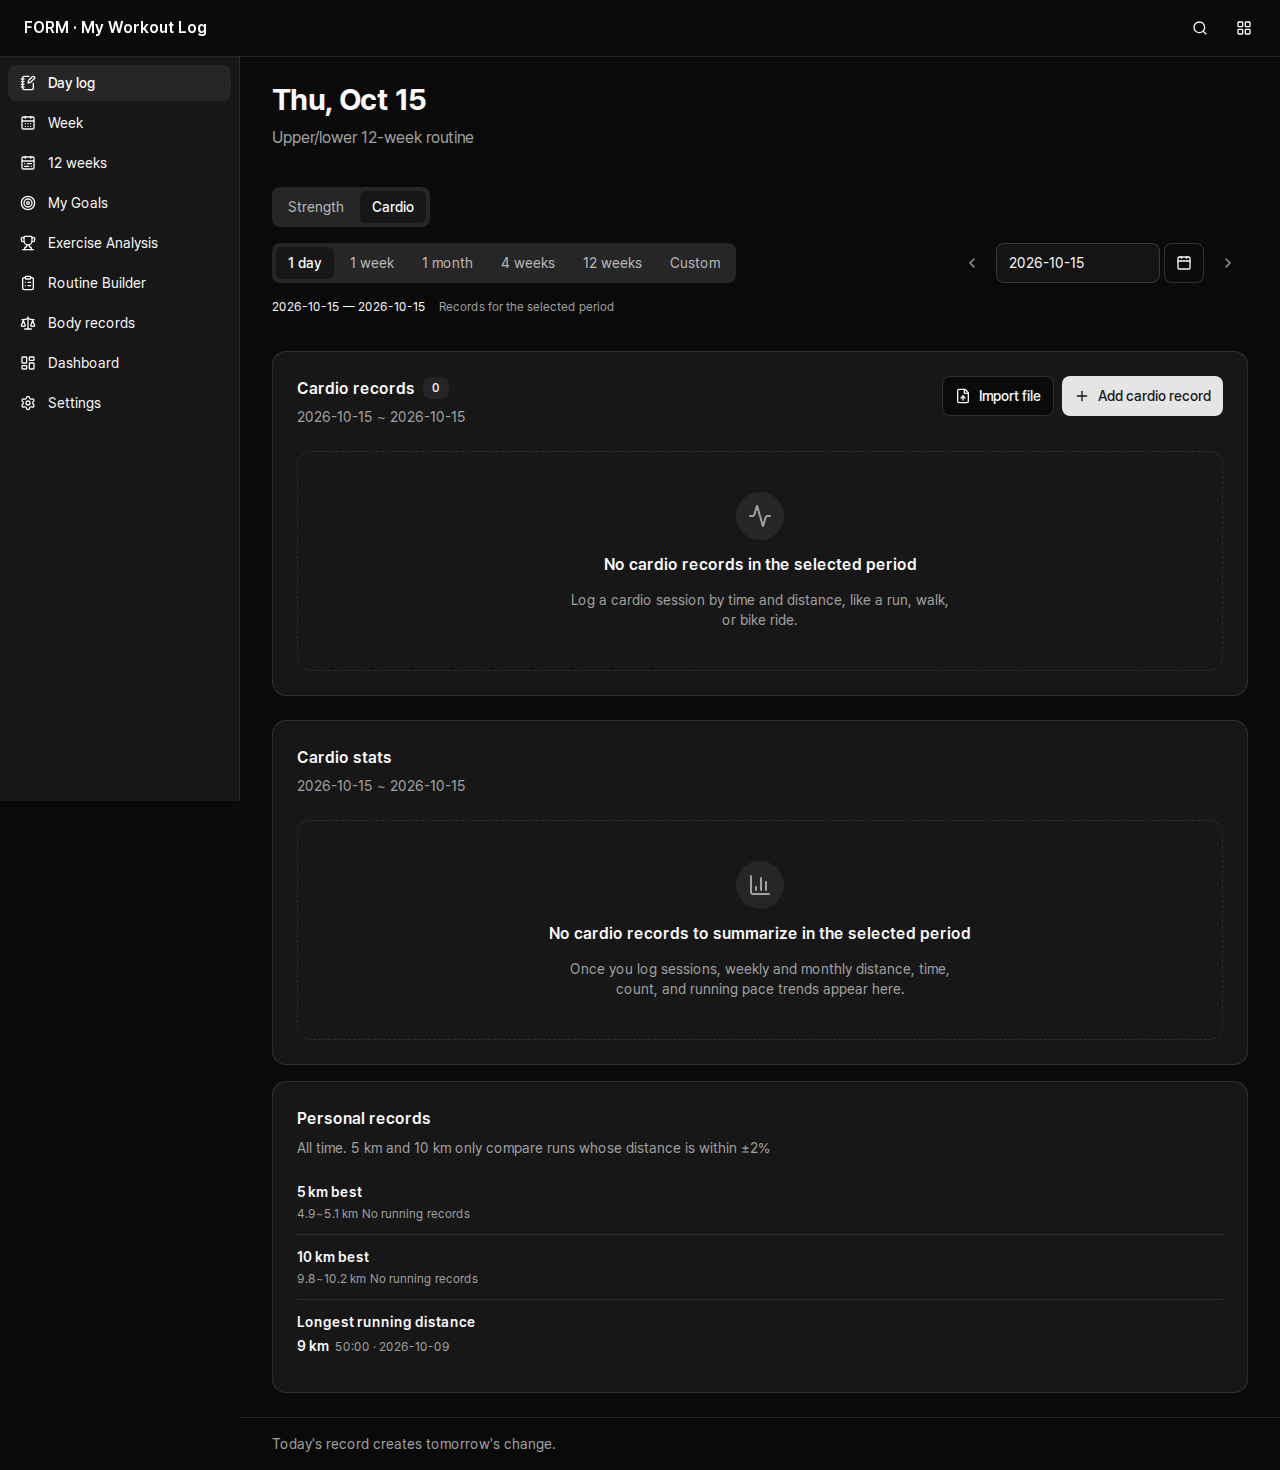 FORM · My Workout Log
Day log
Week
12 weeks
My Goals
Exercise Analysis
Routine Builder
Body records
Dashboard
Settings
Thu, Oct 15
Upper/lower 12-week routine
Strength Cardio
1 day 1 week 1 month 4 weeks 12 weeks Custom
2026-10-15
2026-10-15 — 2026-10-15 Records for the selected period
Cardio records 0
2026-10-15 ~ 2026-10-15
Import file
Add cardio record
No cardio records in the selected period
Log a cardio session by time and distance, like a run, walk,
or bike ride.
Cardio stats
2026-10-15 ~ 2026-10-15
No cardio records to summarize in the selected period
Once you log sessions, weekly and monthly distance, time,
count, and running pace trends appear here.
Personal records
All time. 5 km and 10 km only compare runs whose distance is within ±2%
5 km best
4.9–5.1 km No running records
10 km best
9.8–10.2 km No running records
Longest running distance
9 km 50:00 · 2026-10-09
Today's record creates tomorrow's change.